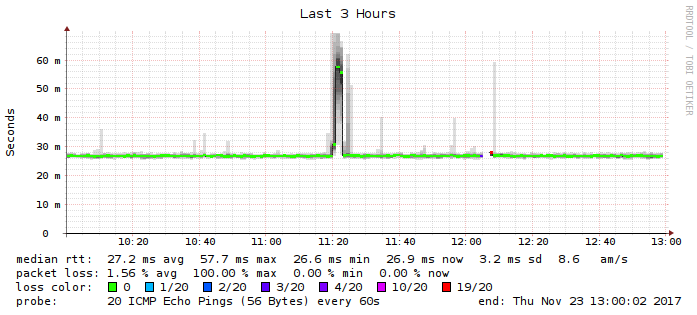 Last 3 Hours
RRDTOOL / TOBI OETIKER
Seconds
60 m
50 m
40 m
30 m
20 m
10 m
0
10:20 10:40 11:00 11:20 11:40 12:00 12:20 12:40 13:00
median rtt: 27.2 ms avg 57.7 ms max 26.6 ms min 26.9 ms now 3.2 ms sd 8.6 am/s
packet loss: 1.56 % avg 100.00 % max 0.00 % min 0.00 % now
loss color: 0 1/20 2/20 3/20 4/20 10/20 19/20
probe: 20 ICMP Echo Pings (56 Bytes) every 60s end: Thu Nov 23 13:00:02 2017